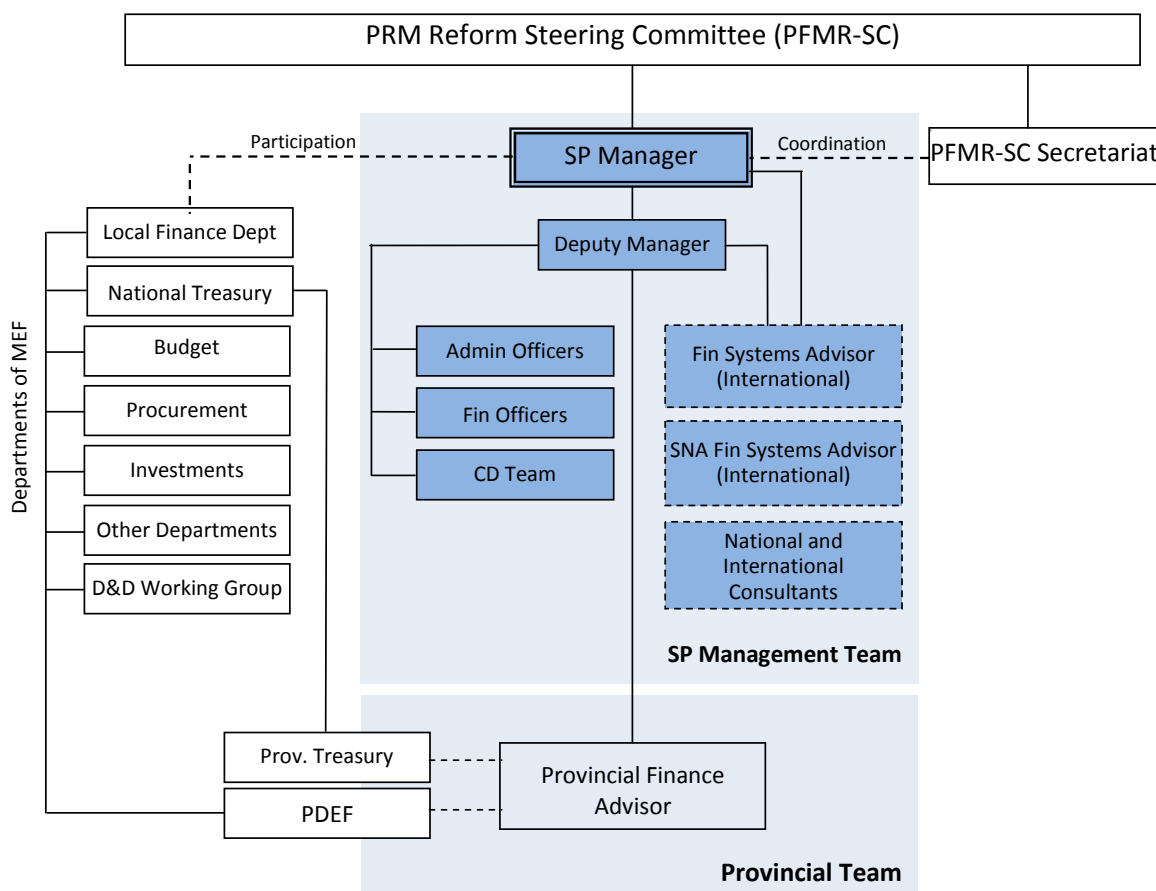 PRM Reform Steering Committee (PFMR-SC)
Participation
SP Manager
Coordination
PFMR-SC Secretariat
Local Finance Dept
Deputy Manager
National Treasury
Budget
Admin Officers
Fin Systems Advisor
(International)
Procurement
Fin Officers
Investments
CD Team
SNA Fin Systems Advisor
(International)
Other Departments
D&D Working Group
National and
International
Consultants
Departments of MEF
SP Management Team
Prov. Treasury
Provincial Finance
Advisor
PDEF
Provincial Team